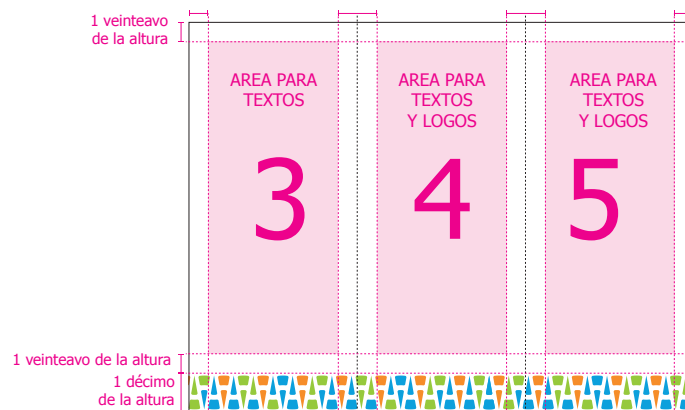 1 veinteavo
de la altura
AREA PARA
TEXTOS
3
AREA PARA
TEXTOS
Y LOGOS
4
AREA PARA
TEXTOS
Y LOGOS
5
1 veinteavo de la altura
1 décimo
de la altura